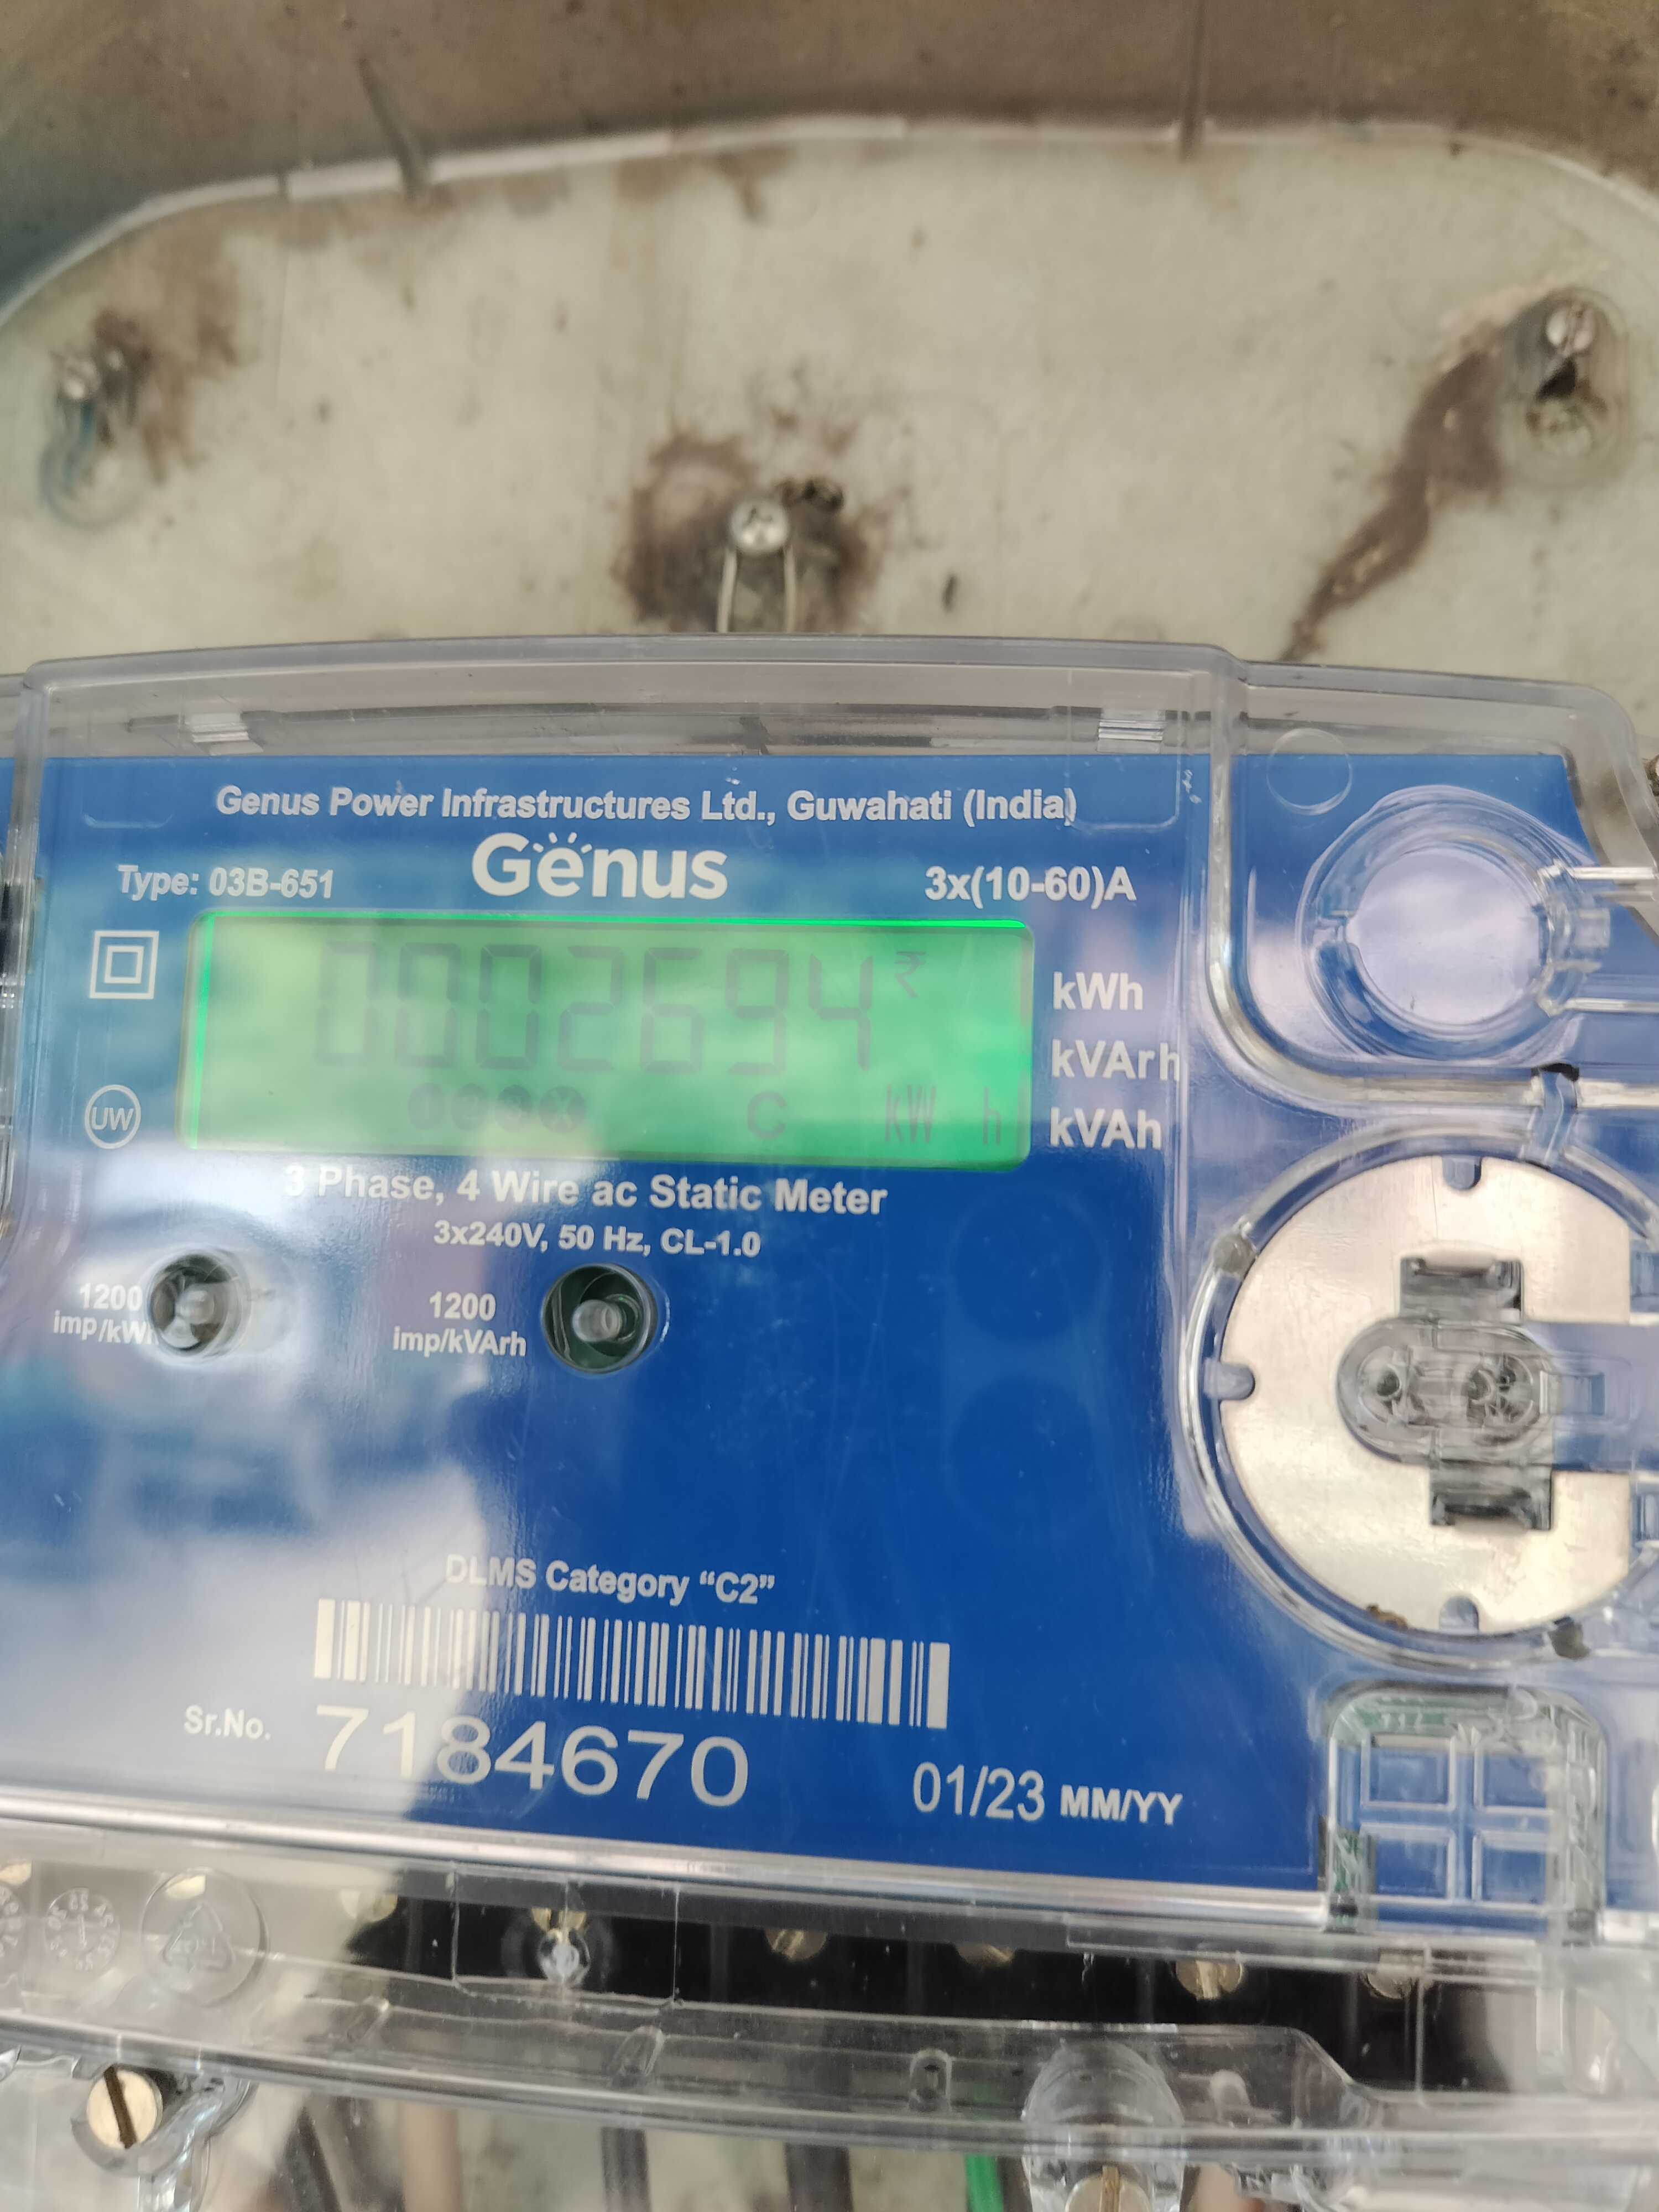 Genus Power Infrastructures Ltd., Guwahati (India)
Genus
Type: 03B-651
3x(10-60)A
0002694 ₹
kWh
kVArh
C kW h
kVAh
UW
3 Phase, 4 Wire ac Static Meter
3x240V, 50 Hz, CL-1.0
1200
imp/kWh
1200
imp/kVArh
DLMS Category “C2”
Sr.No. 7184670
01/23 MM/YY